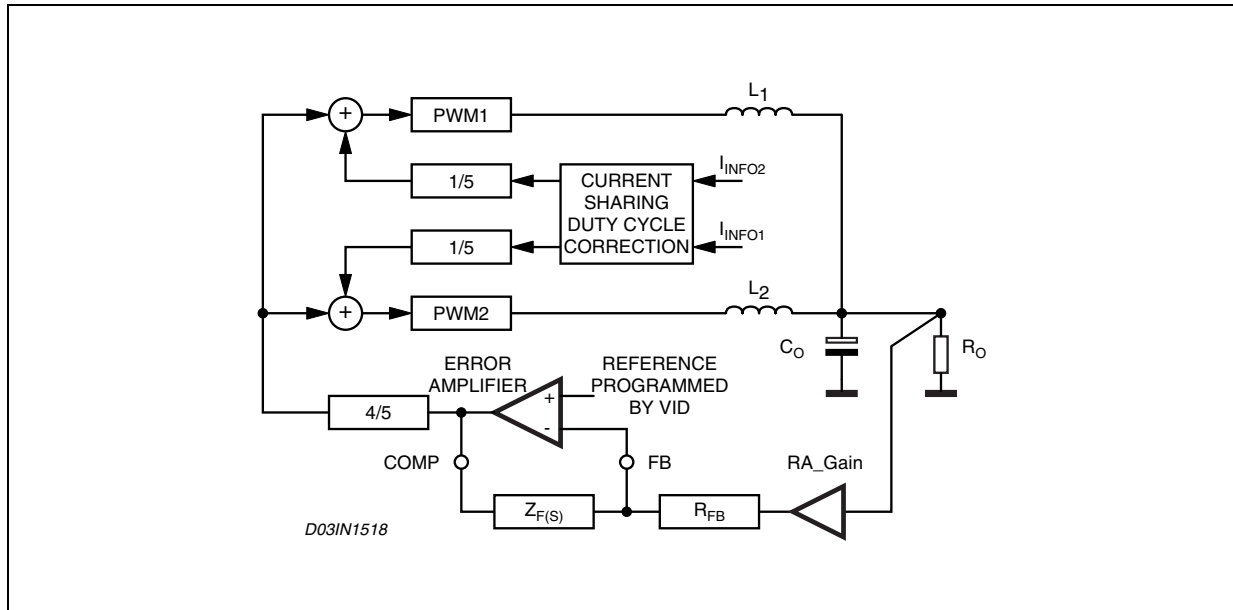 L1
+
PWM1
1/5
CURRENT
SHARING
DUTY CYCLE
CORRECTION
IINFO2
1/5
IINFO1
+
PWM2
L2
CO
RO
ERROR
AMPLIFIER
REFERENCE
PROGRAMMED
BY VID
4/5
+
-
COMP
FB
RA_Gain
ZF(S)
RFB
D03IN1518